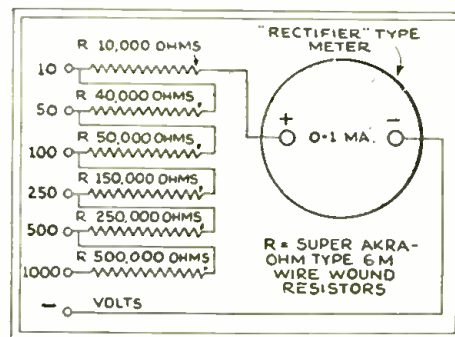 "RECTIFIER" TYPE
METER
R 10,000 OHMS
10
R 40,000 OHMS
50
R 50,000 OHMS
100
R 150,000 OHMS
250
R 250,000 OHMS
500
R 500,000 OHMS
1000
- VOLTS
+ -
0-1 MA.
R = SUPER AKRA-
OHM TYPE 6 M
WIRE WOUND
RESISTORS